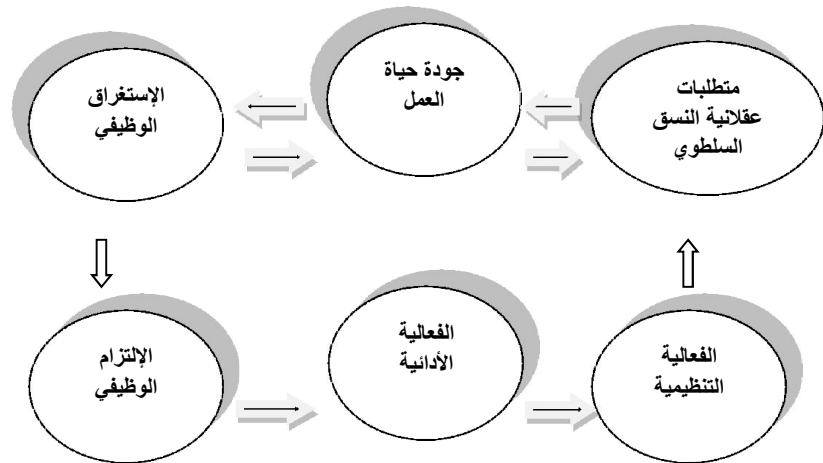 متطلبات
عقلانية النسق
السلطوي
جودة حياة
العمل
الإستغراق
الوظيفي
الفعالية
التنظيمية
الفعالية
الأدائية
الإلتزام
الوظيفي